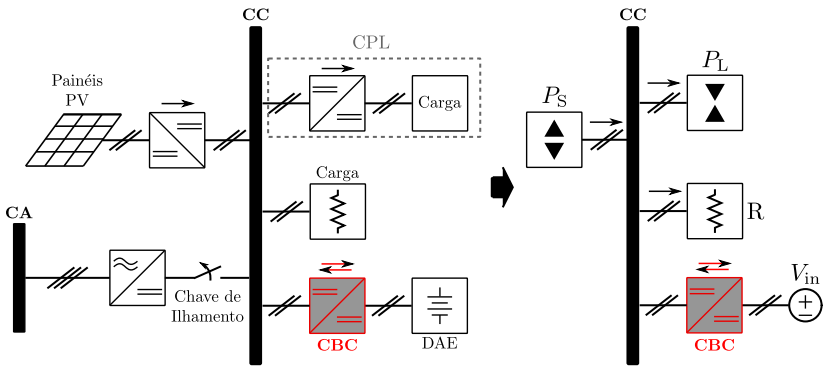 CC
CPL
Painéis
PV
Carga
Carga
CA
Chave de
Ilhamento
CBC
DAE
CC
P_L
P_S
R
V_in
CBC